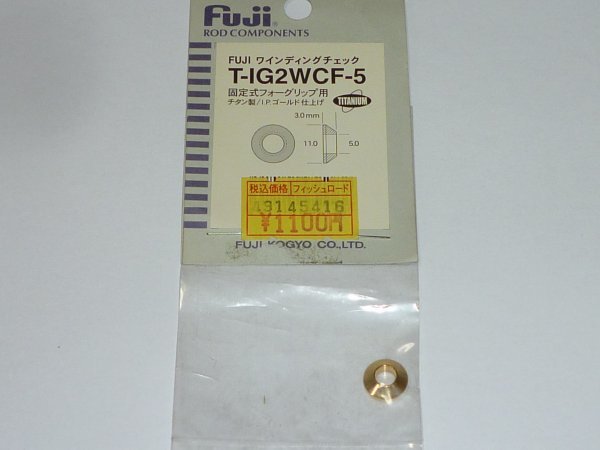 Fuji®
ROD COMPONENTS
FUJI ワインディングチェック
T-IG2WCF-5
固定式フォーグリップ用
チタン製/I.P.ゴールド仕上げ
TITANIUM
3.0mm
11.0
5.0
税込価格 フィッシュロード
43145416
¥1100円
FUJI KOGYO CO.,LTD.